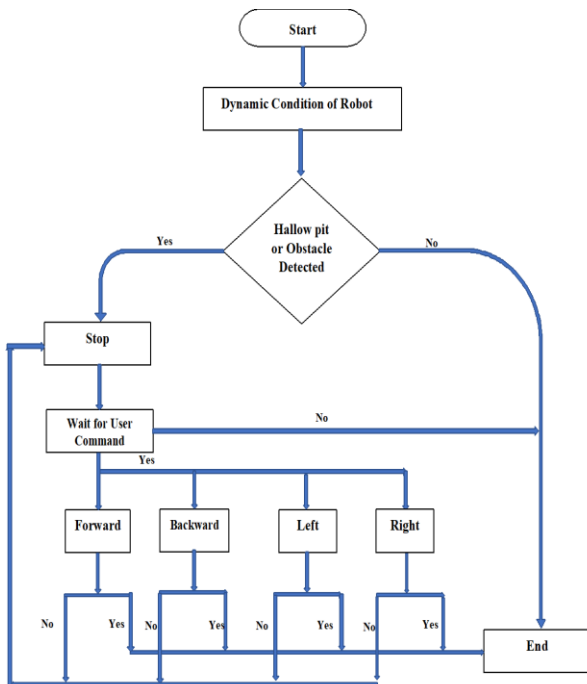 Start
Dynamic Condition of Robot
Hallow pit
or Obstacle
Detected
Yes
No
Stop
Wait for User
Command
No
Yes
Forward
Backward
Left
Right
No
Yes
No
Yes
No
Yes
No
Yes
End